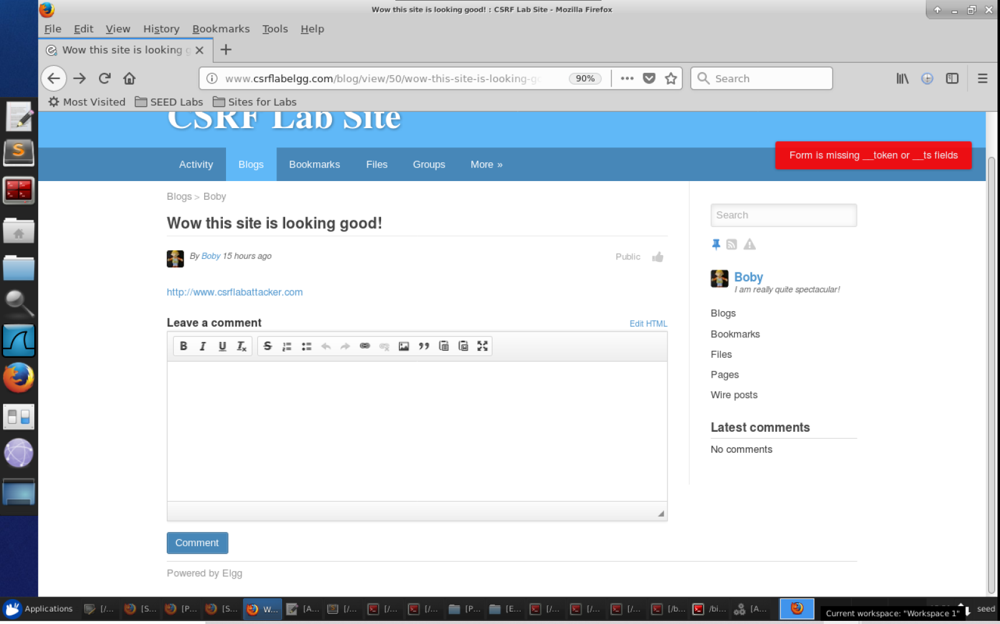 Wow this site is looking good! : CSRF Lab Site - Mozilla Firefox
File Edit View History Bookmarks Tools Help
Wow this site is looking g
www.csrflabelgg.com/blog/view/50/wow-this-site-is-looking-go 90% Search
Most Visited SEED Labs Sites for Labs
CSRF Lab Site
Form is missing __token or __ts fields
Activity Blogs Bookmarks Files Groups More »
Blogs > Boby
Wow this site is looking good!
By Boby 15 hours ago
Public
http://www.csrflabattacker.com
Leave a comment
Edit HTML
B I U Tx S
Comment
Search
Boby
I am really quite spectacular!
Blogs
Bookmarks
Files
Pages
Wire posts
Latest comments
No comments
Powered by Elgg
Applications [/... [S... [P... [S... W... [A... [/... [/... [/... [P... [E... [/... [/... [/... [/b... /bi... [A... Current workspace: "Workspace 1" seed